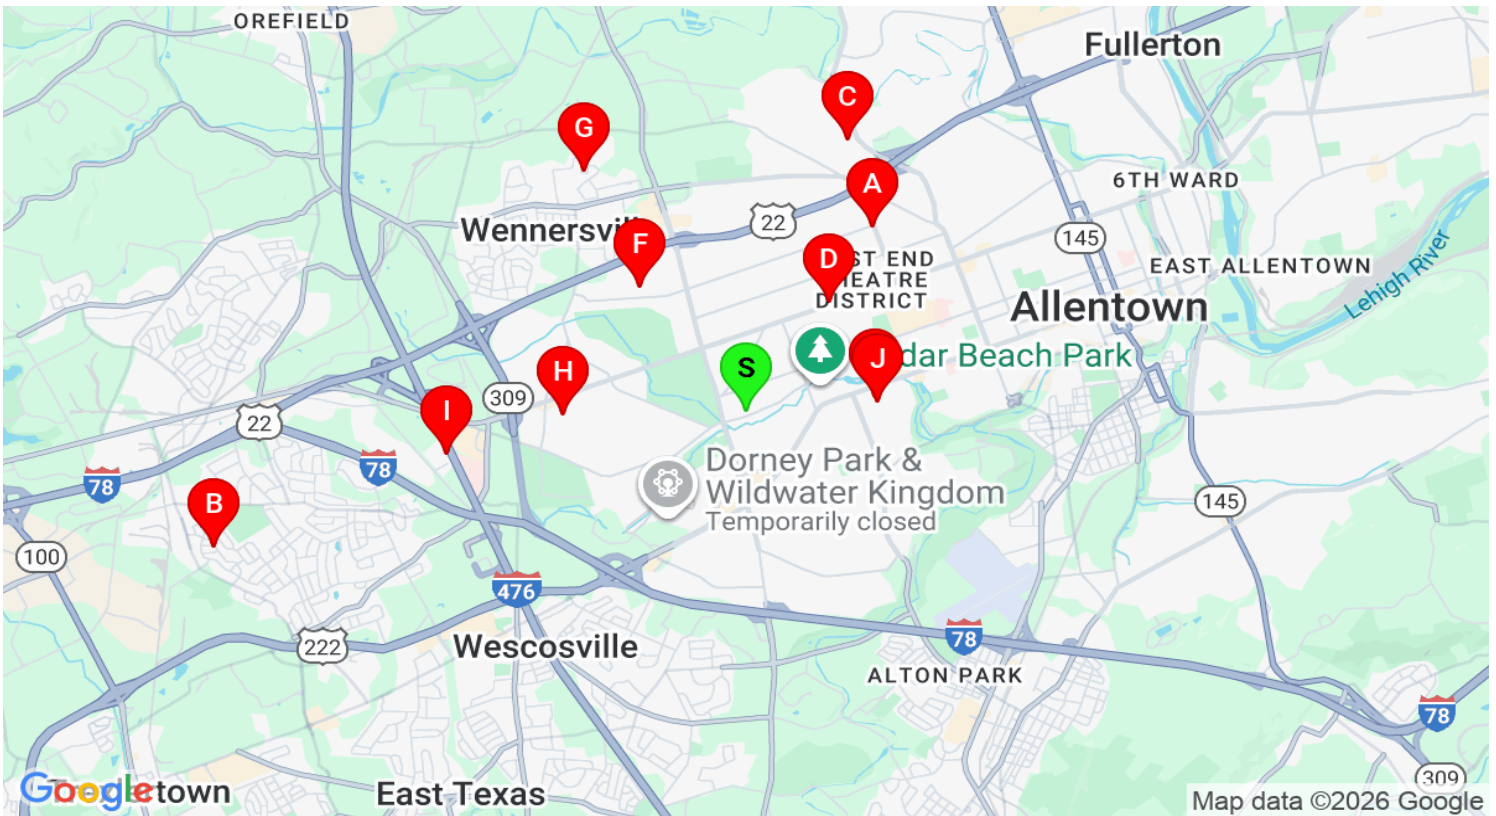 OREFIELD
Fullerton
C
G
A
6TH WARD
22
Wennersvi
F
145
D
ST END
EATRE
DISTRICT
EAST ALLENTOWN
Lehigh River
Allentown
S
J
dar Beach Park
H
309
I
22
78
78
Dorney Park &
Wildwater Kingdom
Temporarily closed
B
145
100
476
222
Wescosville
78
ALTON PARK
78
309
Google
town
East Texas
Map data ©2026 Google